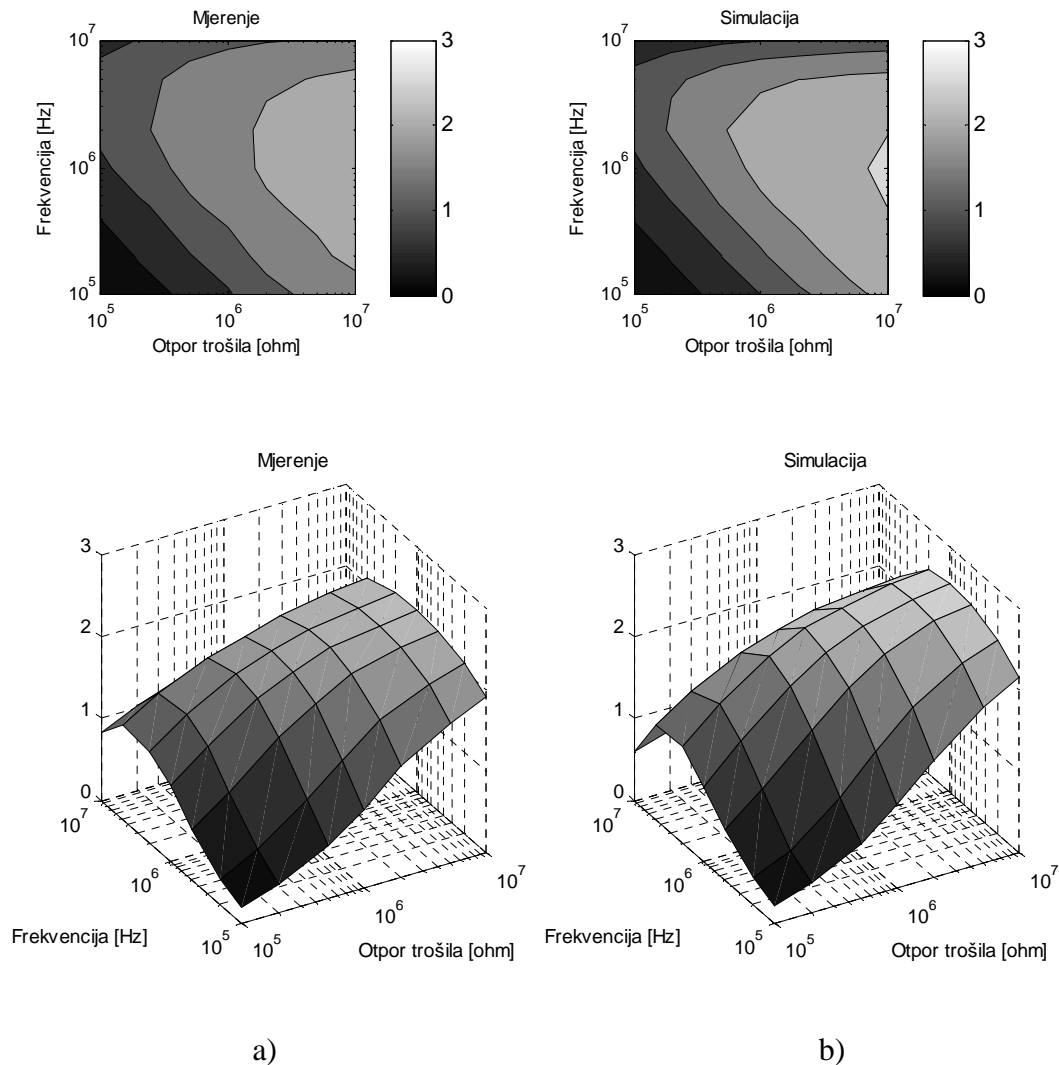 Mjerenje
10^7
10^6
10^5
Frekvencija [Hz]
10^5
10^6
10^7
Otpor trošila [ohm]
3
2
1
0
Simulacija
10^7
10^6
10^5
Frekvencija [Hz]
10^5
10^6
10^7
Otpor trošila [ohm]
3
2
1
0
Mjerenje
3
2
1
0
10^7
10^6
10^5
Frekvencija [Hz]
10^5
10^6
10^7
Otpor trošila [ohm]
Simulacija
3
2
1
0
10^7
10^6
10^5
Frekvencija [Hz]
10^5
10^6
10^7
Otpor trošila [ohm]
a)
b)